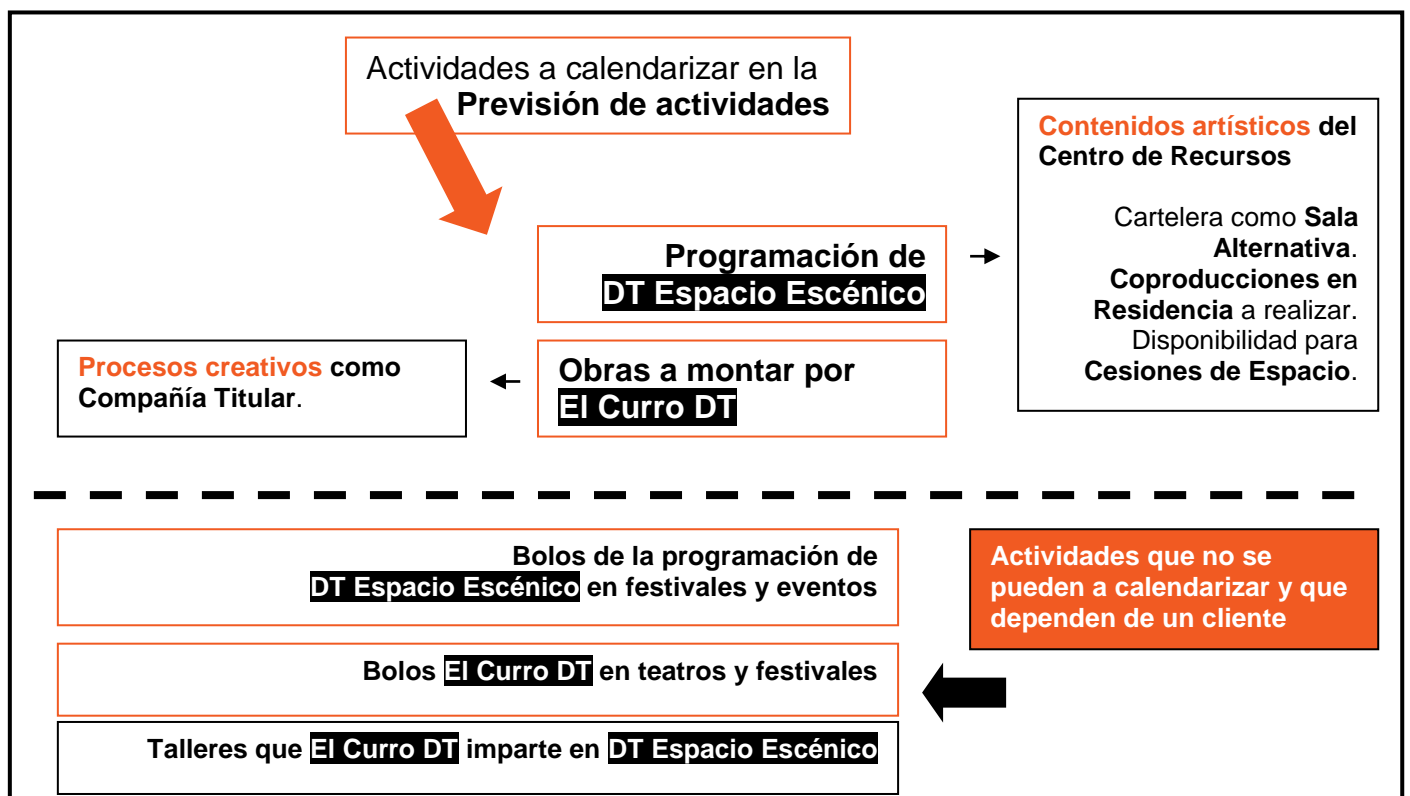 Actividades a calendarizar en la
Previsión de actividades
Contenidos artísticos del
Centro de Recursos
Cartelera como Sala
Alternativa.
Coproducciones en
Residencia a realizar.
Disponibilidad para
Cesiones de Espacio.
Programación de
DT Espacio Escénico
Procesos creativos como
Compañía Titular.
Obras a montar por
El Curro DT
Bolos de la programación de
DT Espacio Escénico en festivales y eventos
Actividades que no se
pueden a calendarizar y que
dependen de un cliente
Bolos El Curro DT en teatros y festivales
Talleres que El Curro DT imparte en DT Espacio Escénico